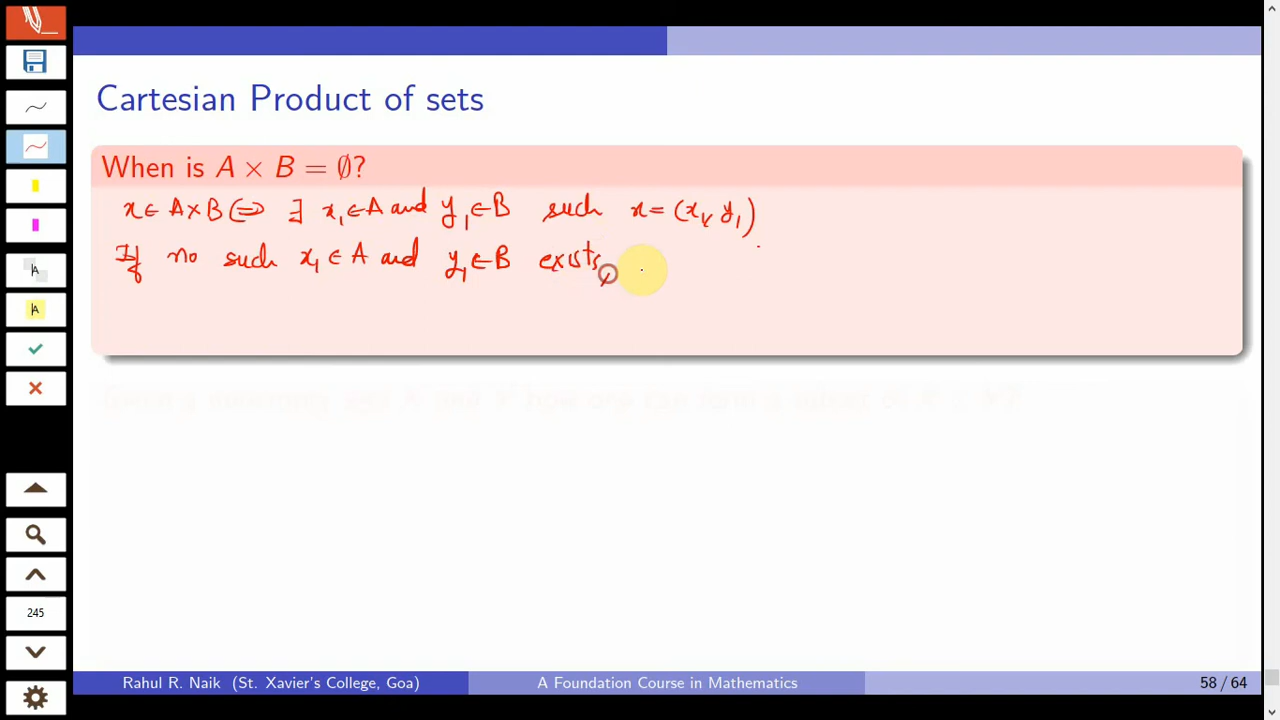 Cartesian Product of sets
When is A × B = ∅?
x ∈ A×B ⇔ ∃ x₁ ∈ A and y₁ ∈ B such x = (x₁, y₁)
If no such x₁ ∈ A and y₁ ∈ B exists,
A
A
245
Rahul R. Naik (St. Xavier's College, Goa) A Foundation Course in Mathematics 58 / 64